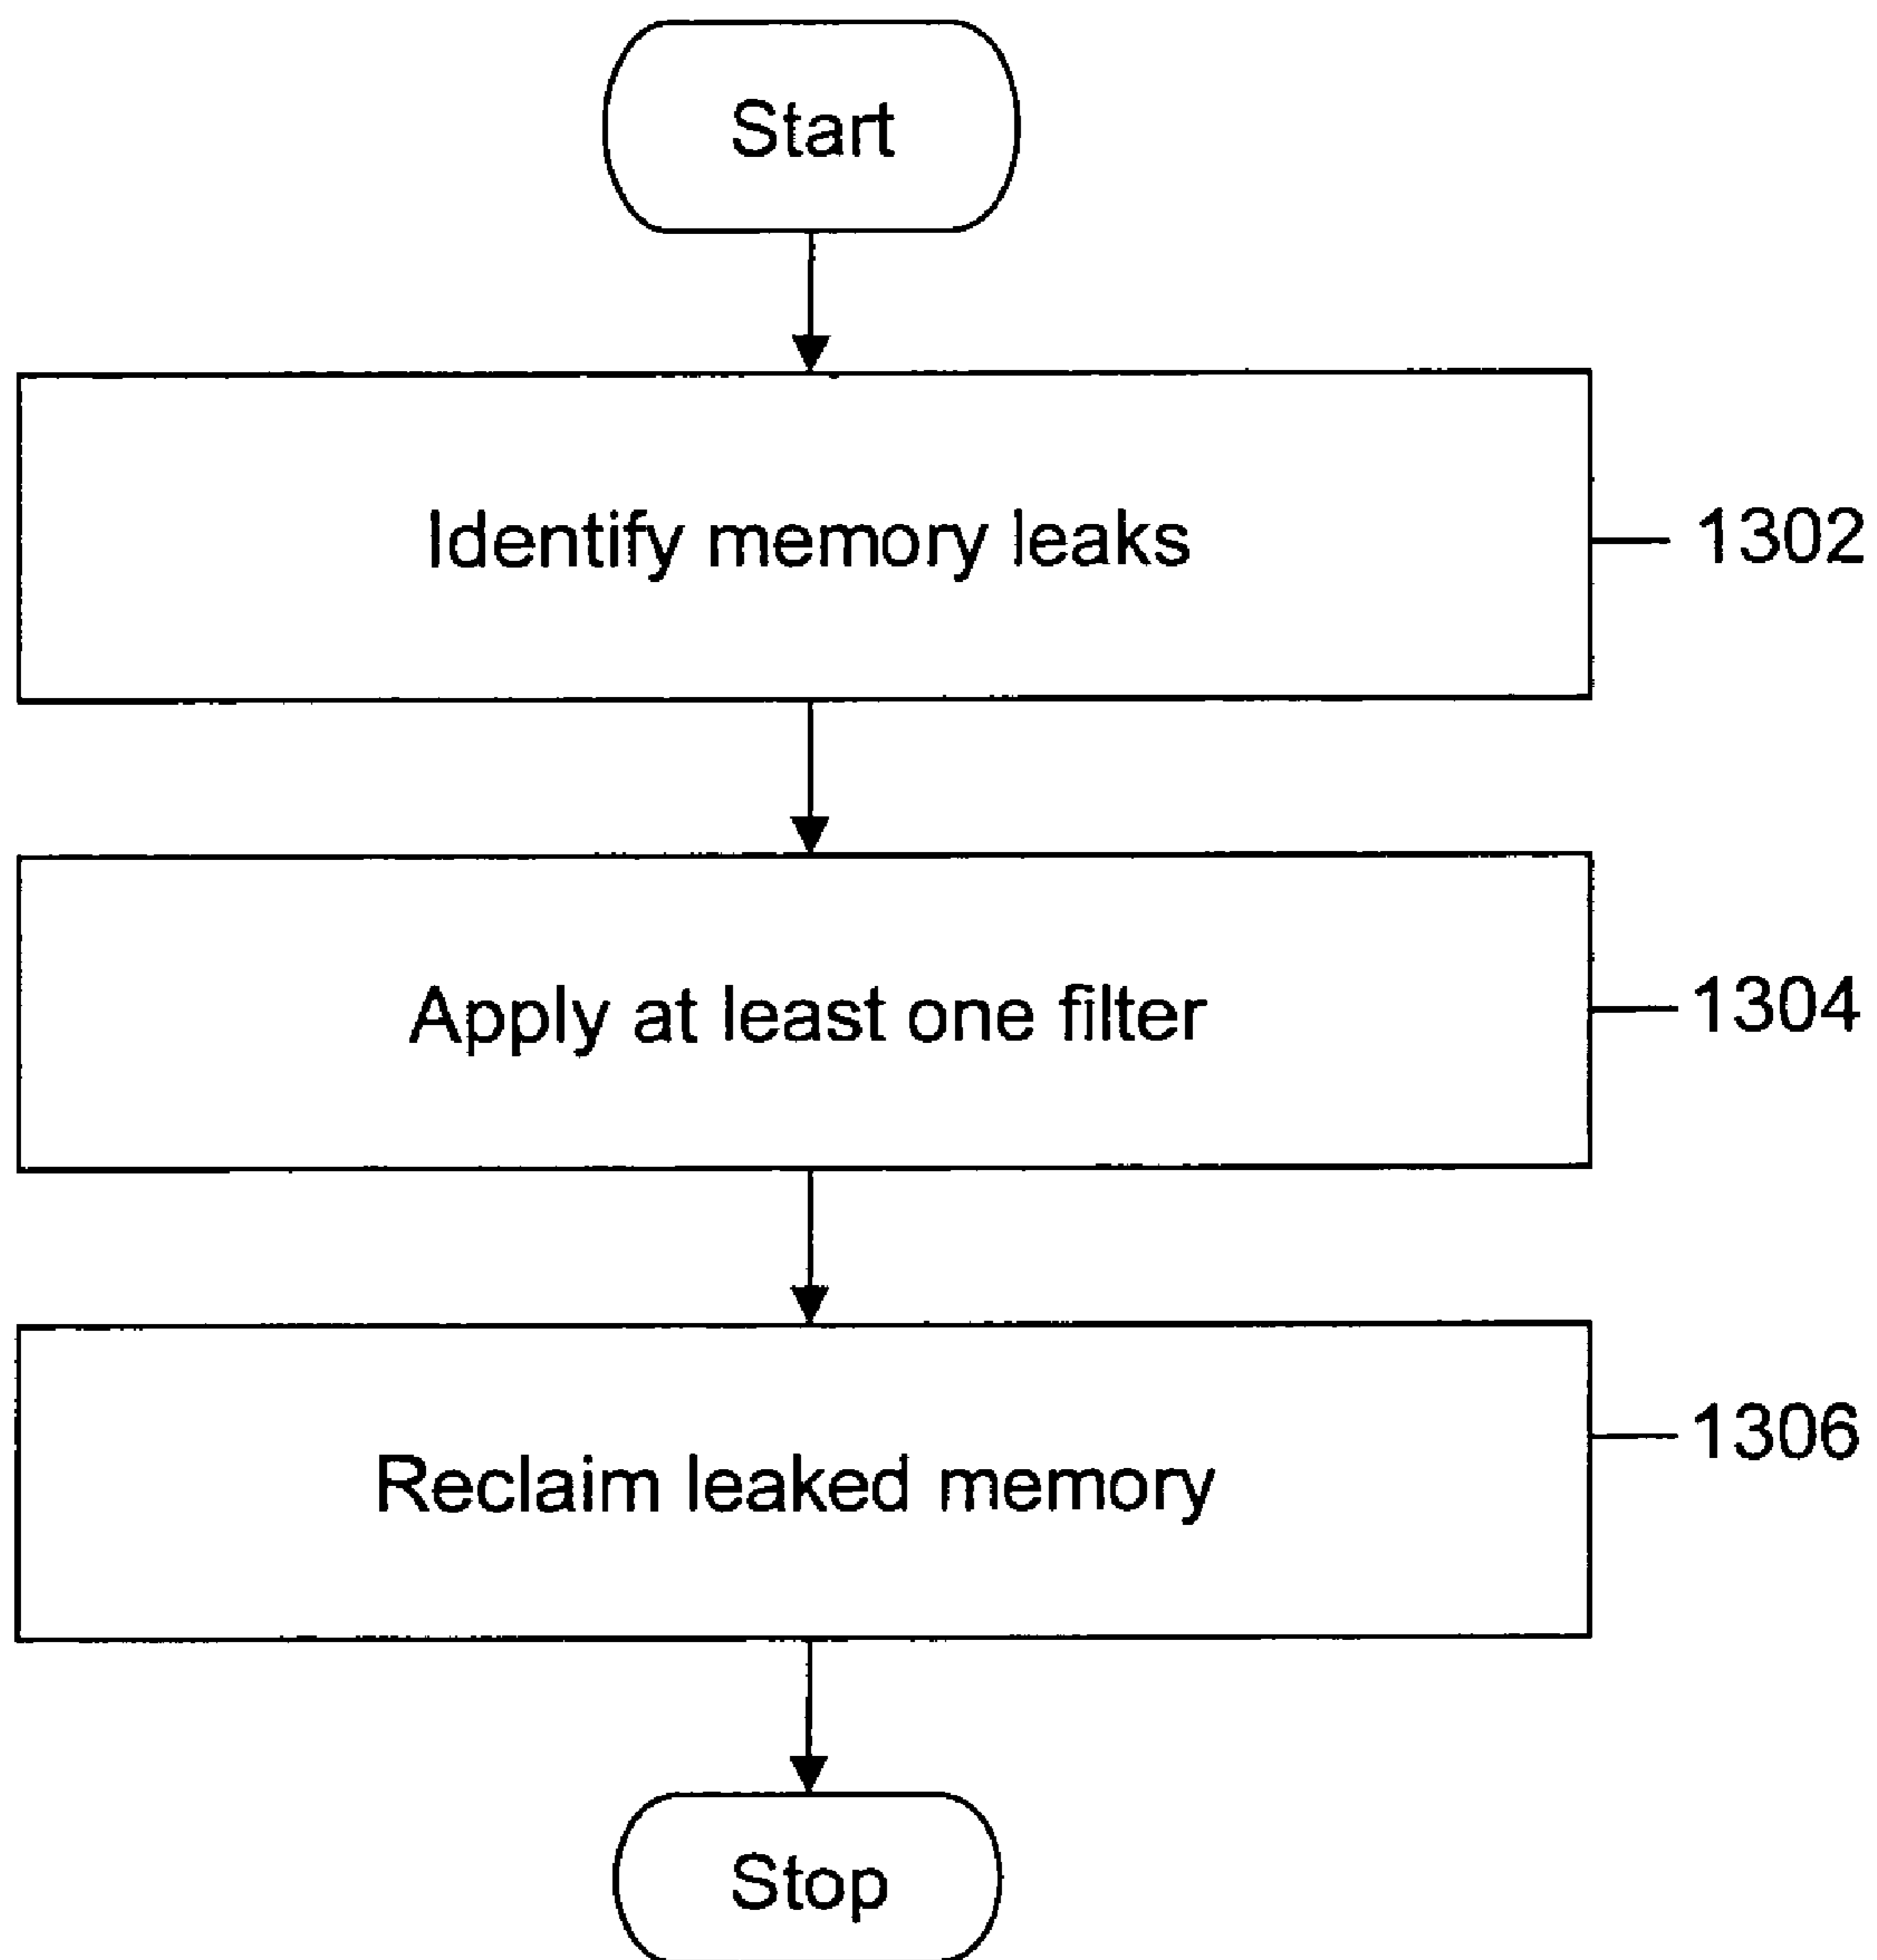 Start
Identify memory leaks
1302
Apply at least one filter
1304
Reclaim leaked memory
1306
Stop